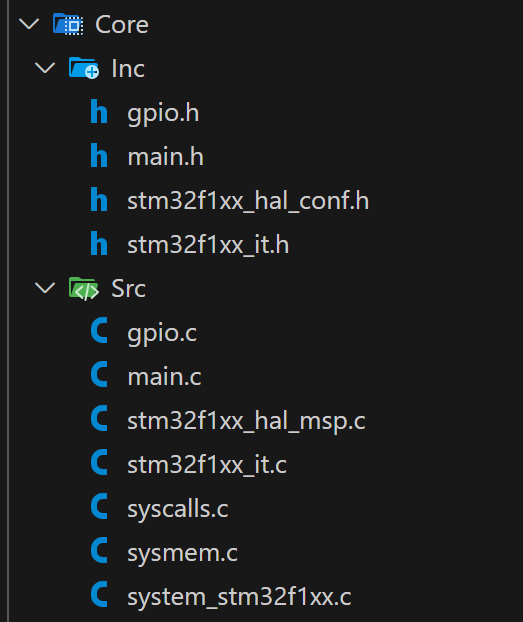 Core
Inc
gpio.h
main.h
stm32f1xx_hal_conf.h
stm32f1xx_it.h
Src
gpio.c
main.c
stm32f1xx_hal_msp.c
stm32f1xx_it.c
syscalls.c
sysmem.c
system_stm32f1xx.c